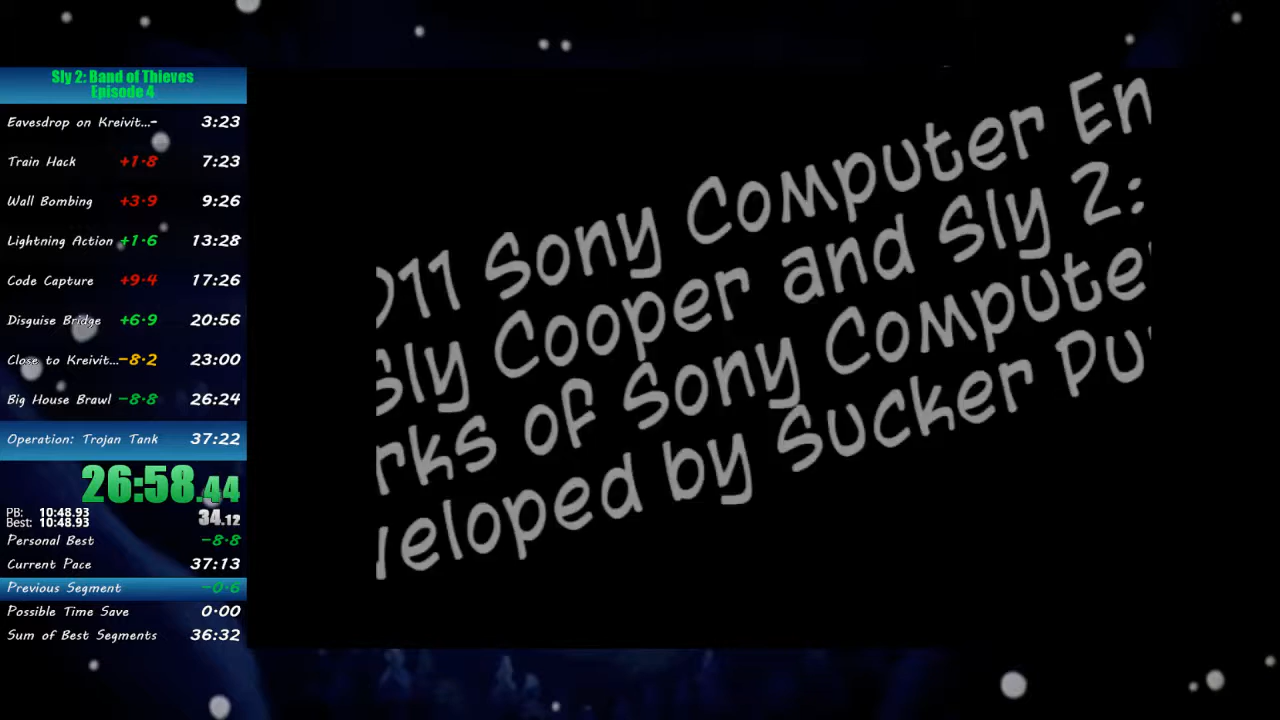 Sly 2: Band of Thieves
Episode 4
Eavesdrop on Kreivit...- 3:23
Train Hack +1.8 7:23
Wall Bombing +3.9 9:26
Lightning Action +1.6 13:28
Code Capture +9.4 17:26
Disguise Bridge +6.9 20:56
Close to Kreivit... -8.2 23:00
Big House Brawl -8.8 26:24
Operation: Trojan Tank 37:22
26:58.44
PB: 10:48.93
Best: 10:48.93 34.12
Personal Best -8.8
Current Pace 37:13
Previous Segment -0.6
Possible Time Save 0.00
Sum of Best Segments 36:32
011 Sony Computer En
Sly Cooper and Sly 2:
rks of Sony Compute
veloped by Sucker Pu